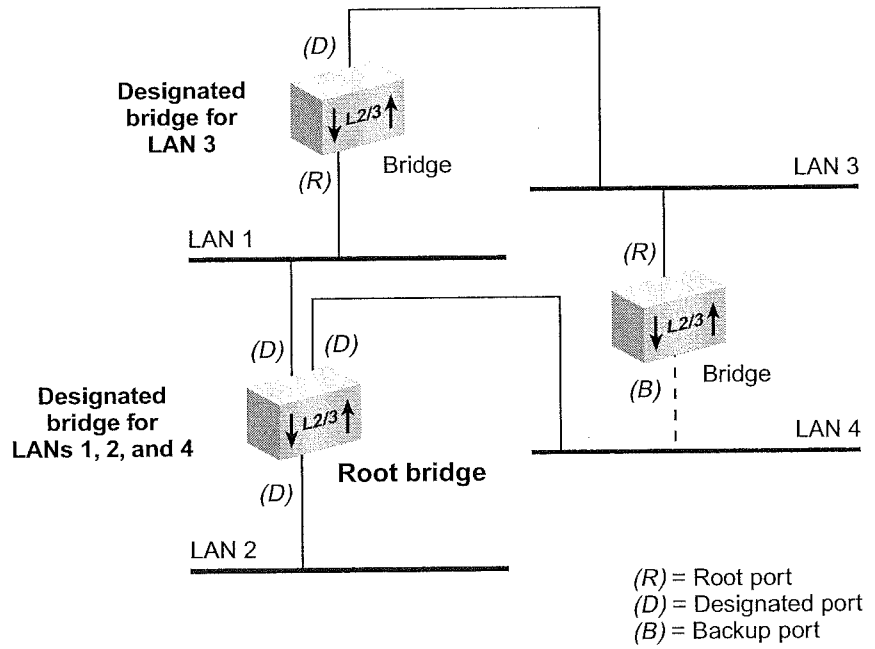 (D)
Designated
bridge for
LAN 3
L2/3
(R)
Bridge
LAN 3
LAN 1
(R)
L2/3
(D)
(D)
(B)
Bridge
Designated
bridge for
LANs 1, 2, and 4
L2/3
LAN 4
Root bridge
(D)
LAN 2
(R) = Root port
(D) = Designated port
(B) = Backup port